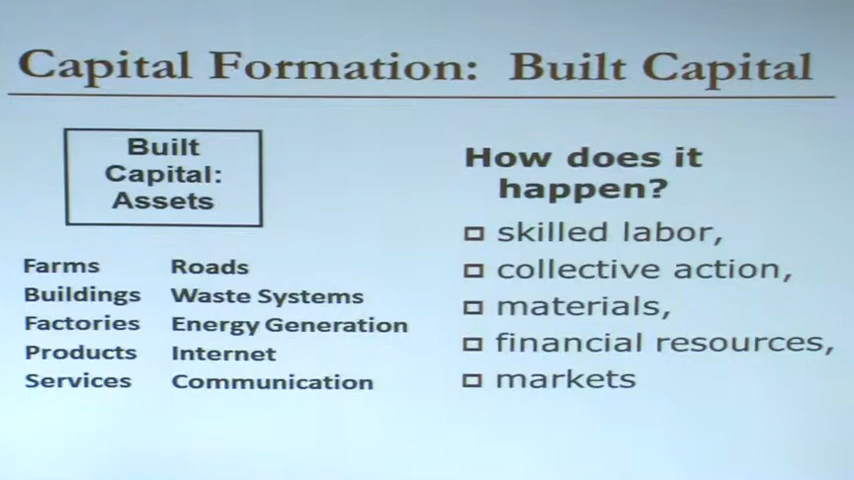 Capital Formation: Built Capital
Built
Capital:
Assets
Farms
Buildings
Factories
Products
Services
Roads
Waste Systems
Energy Generation
Internet
Communication
How does it
happen?
skilled labor,
collective action,
materials,
financial resources,
markets